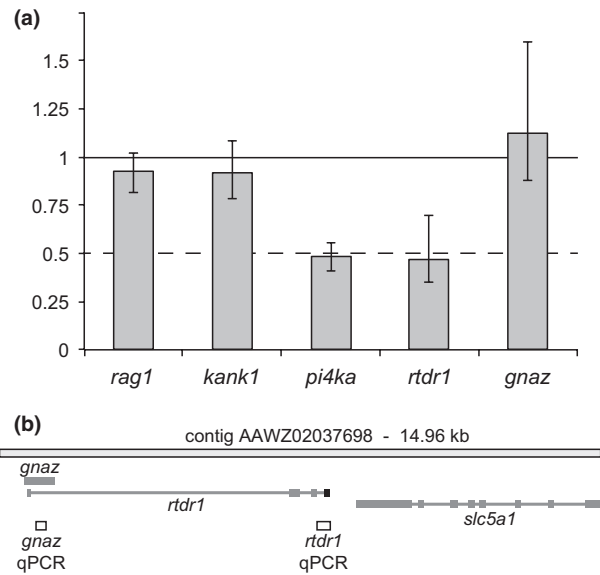 (a)
1.5
1.25
1
0.75
0.5
0.25
0
rag1 kank1 pi4ka rtdr1 gnaz
(b)
contig AAWZ02037698 - 14.96 kb
gnaz
rtdr1
slc5a1
gnaz rtdr1
qPCR qPCR